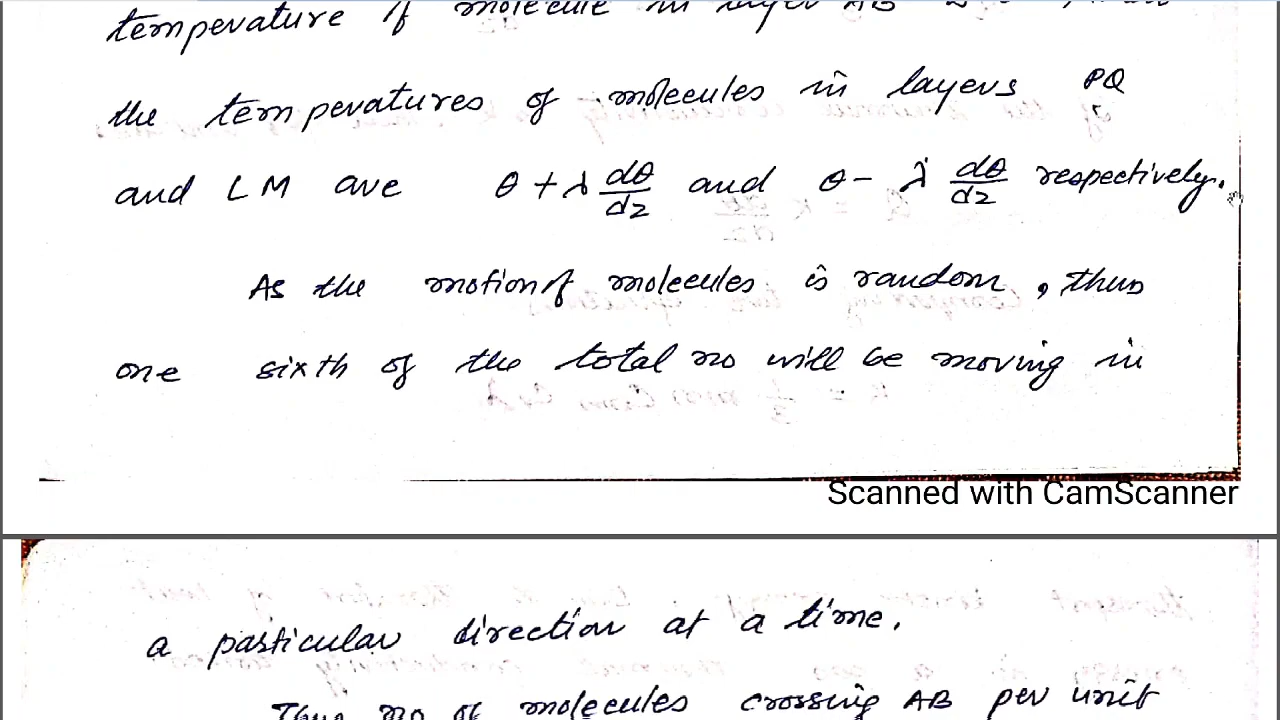 temperature of molecule in layer AB
the temperatures of molecules in layers PQ
and LM are θ + λ dθ/dz and θ - λ dθ/dz respectively.
As the motion of molecules is random, thus
one sixth of the total no will be moving in
Scanned with CamScanner
a particular direction at a time.
Thus no of molecules crossing AB per unit